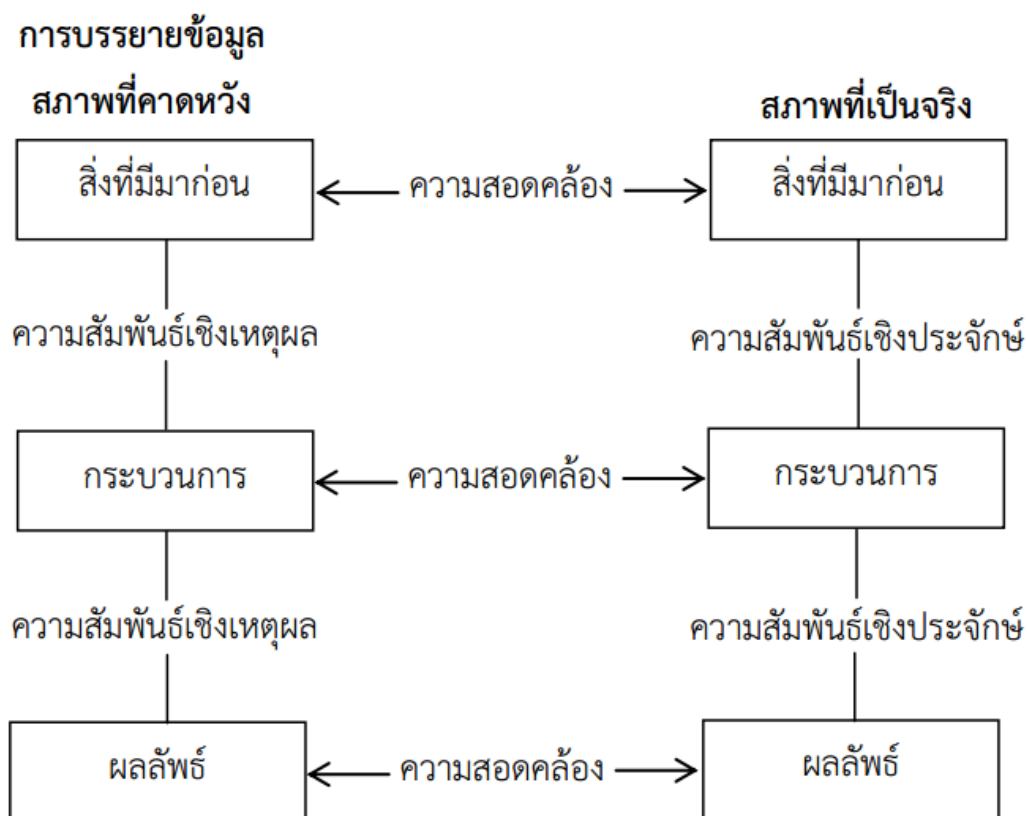 การบรรยายข้อมูล
สภาพที่คาดหวัง
สภาพที่เป็นจริง
สิ่งที่มีมาก่อน
ความสอดคล้อง
สิ่งที่มีมาก่อน
ความสัมพันธ์เชิงเหตุผล
ความสัมพันธ์เชิงประจักษ์
กระบวนการ
ความสอดคล้อง
กระบวนการ
ความสัมพันธ์เชิงเหตุผล
ความสัมพันธ์เชิงประจักษ์
ผลลัพธ์
ความสอดคล้อง
ผลลัพธ์